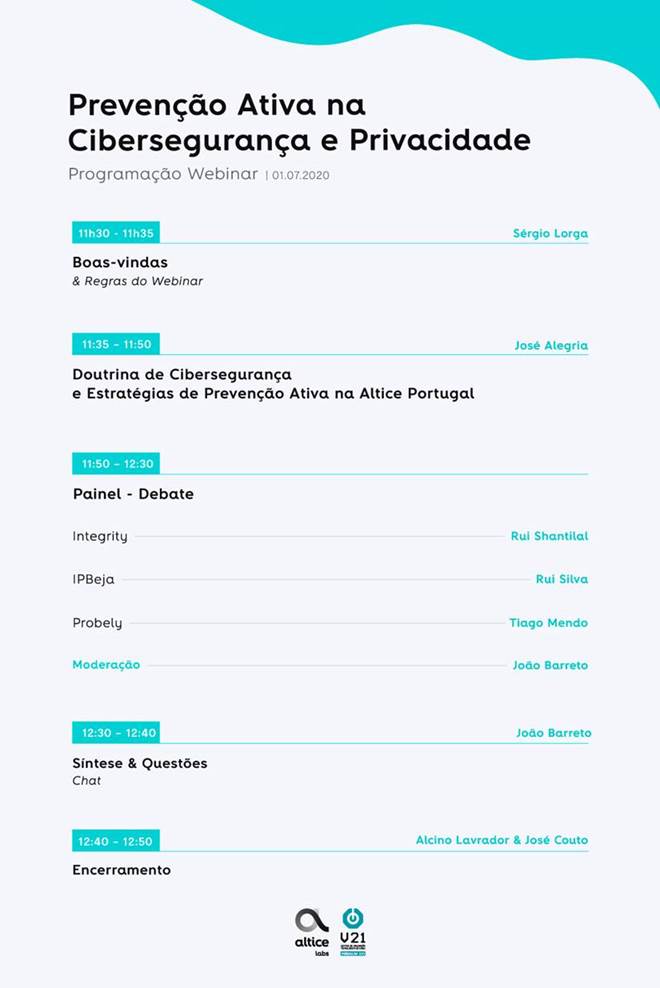 Prevenção Ativa na
Cibersegurança e Privacidade
Programação Webinar | 01.07.2020
11h30 - 11h35 Sérgio Lorga
Boas-vindas
& Regras do Webinar
11:35 – 11:50 José Alegria
Doutrina de Cibersegurança
e Estratégias de Prevenção Ativa na Altice Portugal
11:50 – 12:30
Painel - Debate
Integrity Rui Shantilal
IPBeja Rui Silva
Probely Tiago Mendo
Moderação João Barreto
12:30 – 12:40 João Barreto
Síntese & Questões
Chat
12:40 – 12:50 Alcino Lavrador & José Couto
Encerramento
altice
labs